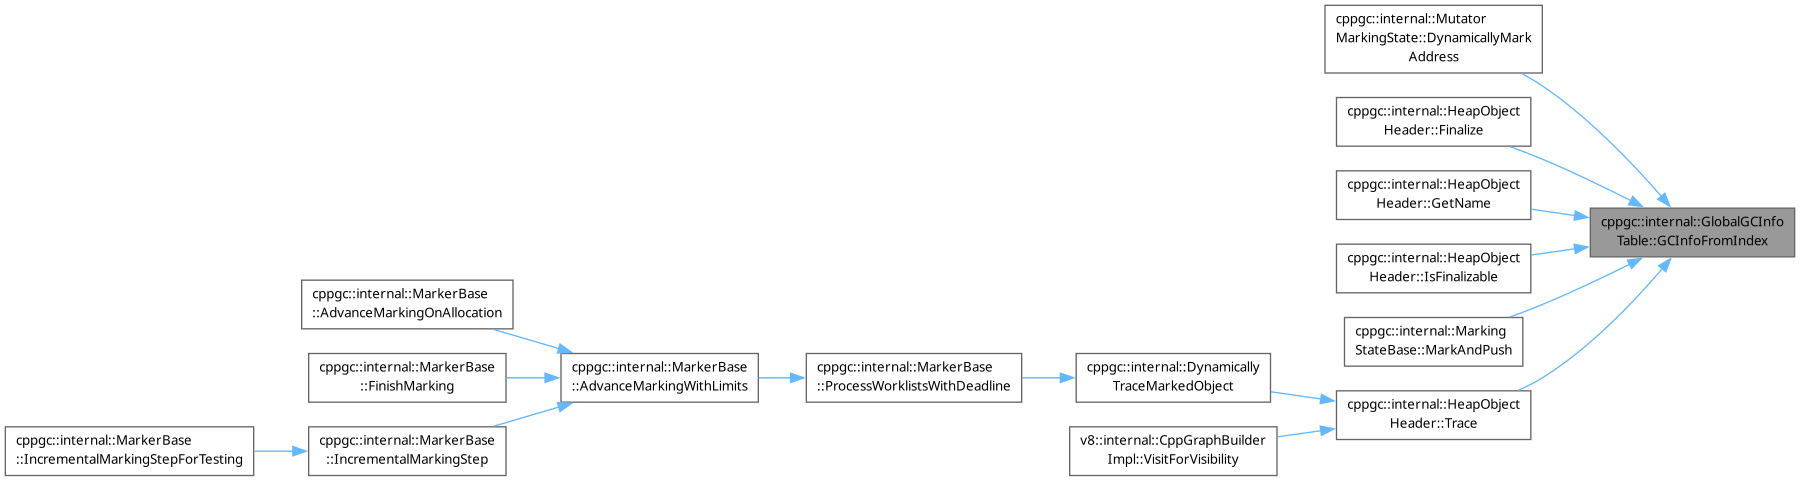 cppgc::internal::Mutator
MarkingState::DynamicallyMark
Address
cppgc::internal::HeapObject
Header::Finalize
cppgc::internal::HeapObject
Header::GetName
cppgc::internal::GlobalGCInfo
Table::GCInfoFromIndex
cppgc::internal::HeapObject
Header::IsFinalizable
cppgc::internal::MarkerBase
::AdvanceMarkingOnAllocation
cppgc::internal::Marking
StateBase::MarkAndPush
cppgc::internal::MarkerBase
::FinishMarking
cppgc::internal::MarkerBase
::AdvanceMarkingWithLimits
cppgc::internal::MarkerBase
::ProcessWorklistsWithDeadline
cppgc::internal::Dynamically
TraceMarkedObject
cppgc::internal::HeapObject
Header::Trace
cppgc::internal::MarkerBase
::IncrementalMarkingStepForTesting
cppgc::internal::MarkerBase
::IncrementalMarkingStep
v8::internal::CppGraphBuilder
Impl::VisitForVisibility